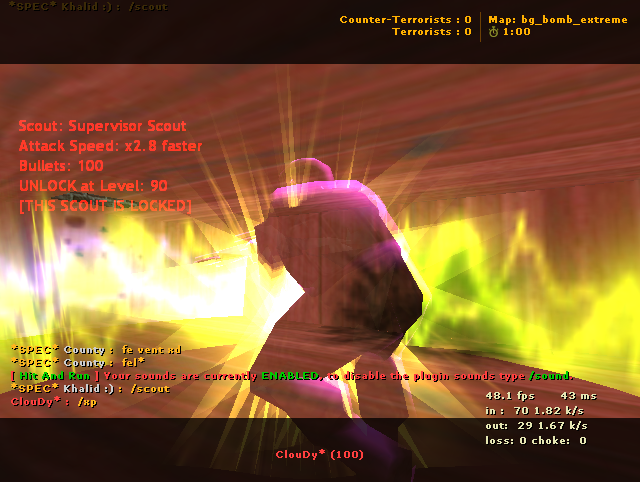 *SPEC* Khalid :) : /scout
Counter-Terrorists : 0
Terrorists : 0
Map: bg_bomb_extreme
1:00
Scout: Supervisor Scout
Attack Speed: x2.8 faster
Bullets: 100
UNLOCK at Level: 90
[THIS SCOUT IS LOCKED]
*SPEC* County : fe vent xd
*SPEC* County : fel*
[ Hit And Run ] Your sounds are currently ENABLED, to disable the plugin sounds type /sound.
*SPEC* Khalid :) : /scout
ClouDy* : /xp
48.1 fps 43 ms
in : 70 1.82 k/s
out: 29 1.67 k/s
loss: 0 choke: 0
ClouDy* (100)